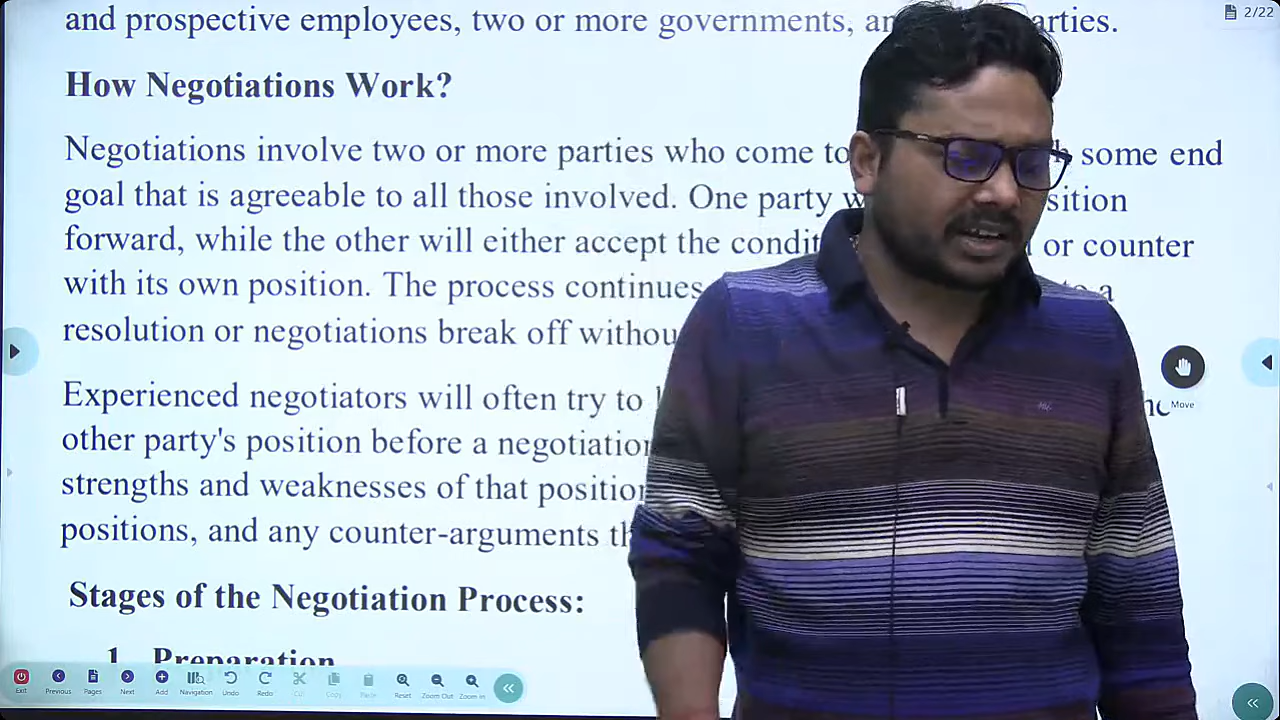 and prospective employees, two or more governments, an arties.
2/22
How Negotiations Work?
Negotiations involve two or more parties who come to some end
goal that is agreeable to all those involved. One party w sition
forward, while the other will either accept the condit or counter
with its own position. The process continues to a
resolution or negotiations break off withou
Experienced negotiators will often try to
other party's position before a negotiation
strengths and weaknesses of that position
positions, and any counter-arguments th
Move
Stages of the Negotiation Process:
1. Preparation
Exit Previous Pages Next Add Navigation Undo Redo Cut Copy Paste Reset Zoom Out Zoom In